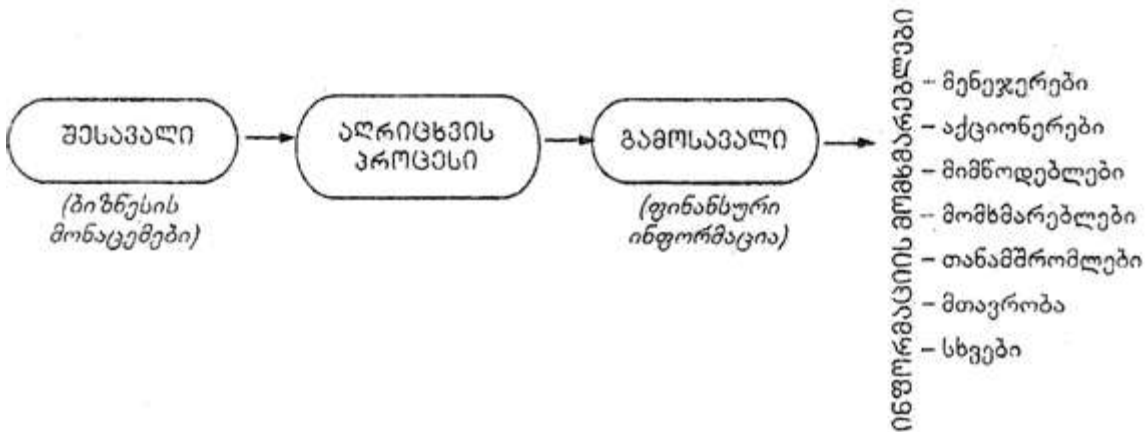 შესავალი
(ბიზნესის
მონაცემები)
აღრიცხვის
პროცესი
გამოსავალი
(ფინანსური
ინფორმაცია)
ინფორმაციის მომხმარებლები
– მენეჯერები
– აქციონერები
– მიმწოდებლები
– მომხმარებლები
– თანამშრომლები
– მთავრობა
– სხვები